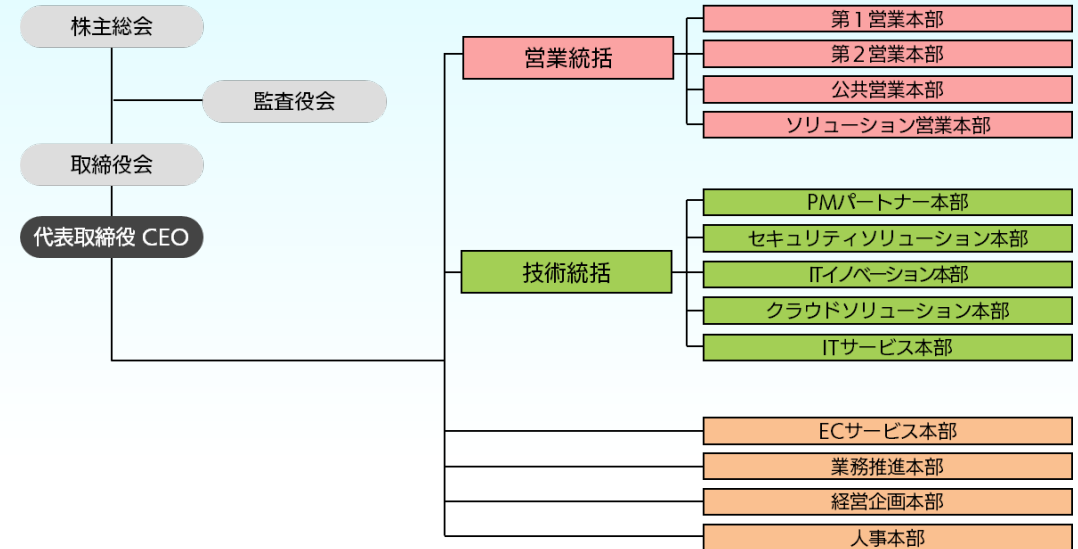 株主総会
監査役会
取締役会
代表取締役 CEO
営業統括
第1営業本部
第2営業本部
公共営業本部
ソリューション営業本部
技術統括
PMパートナー本部
セキュリティソリューション本部
ITイノベーション本部
クラウドソリューション本部
ITサービス本部
ECサービス本部
業務推進本部
経営企画本部
人事本部